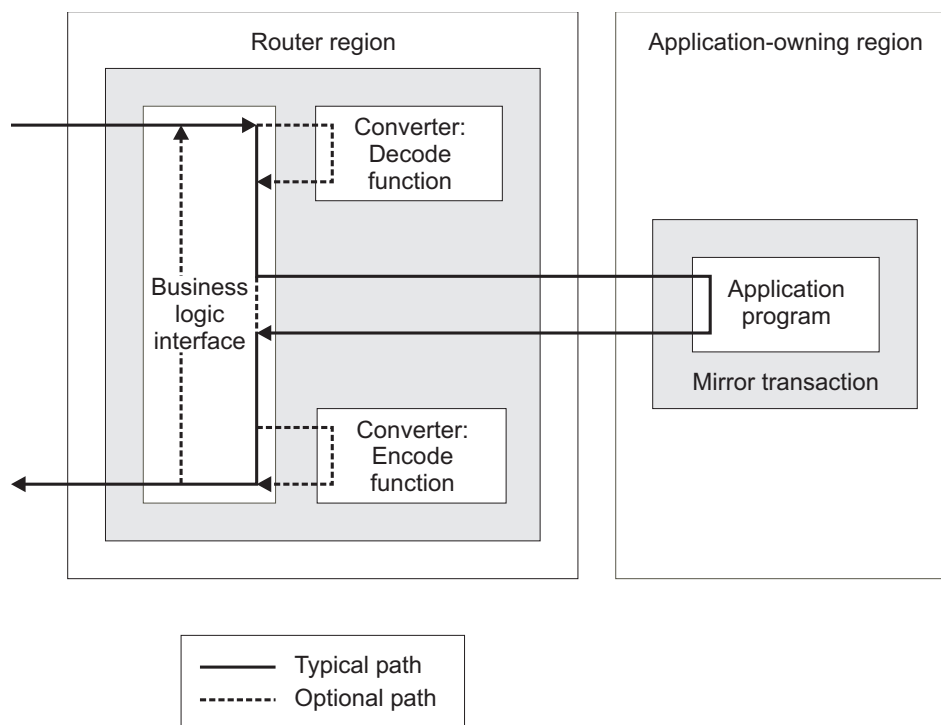 Router region
Application-owning region
Converter:
Decode
function
Business
logic
interface
Application
program
Mirror transaction
Converter:
Encode
function
Typical path
Optional path